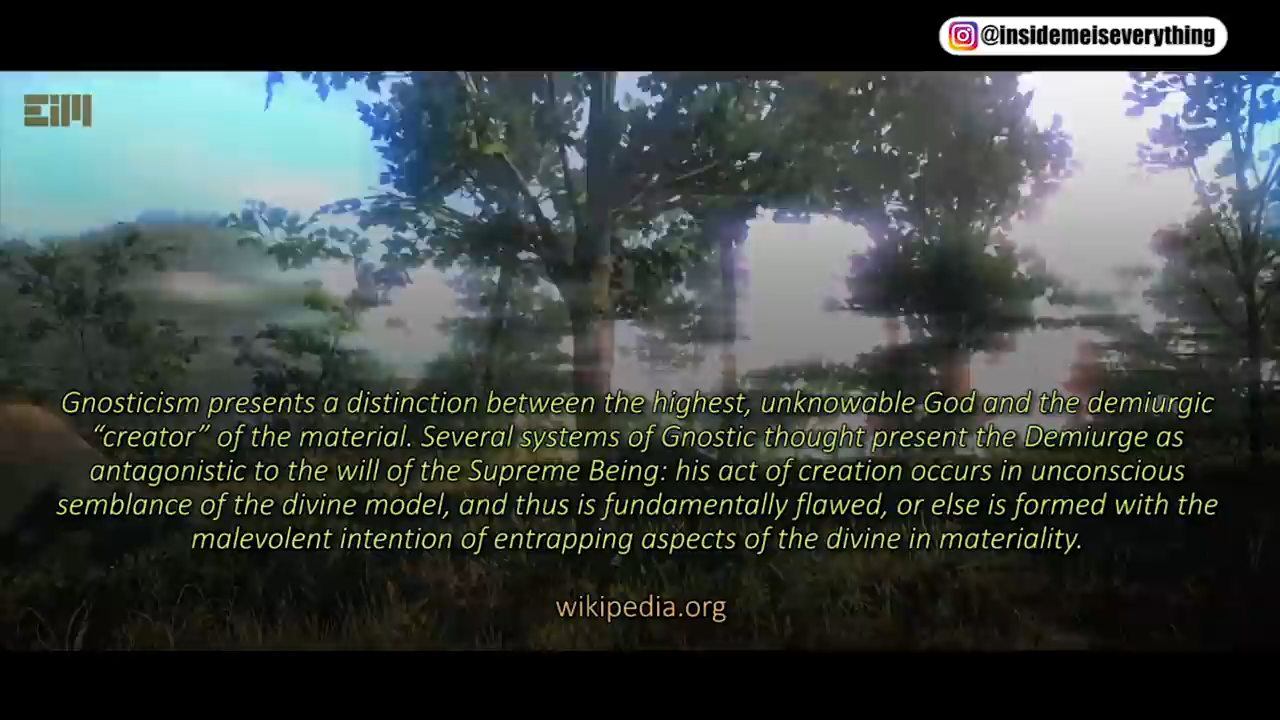 @insidemeiseverything
EiM
Gnosticism presents a distinction between the highest, unknowable God and the demiurgic
“creator” of the material. Several systems of Gnostic thought present the Demiurge as
antagonistic to the will of the Supreme Being: his act of creation occurs in unconscious
semblance of the divine model, and thus is fundamentally flawed, or else is formed with the
malevolent intention of entrapping aspects of the divine in materiality.
wikipedia.org